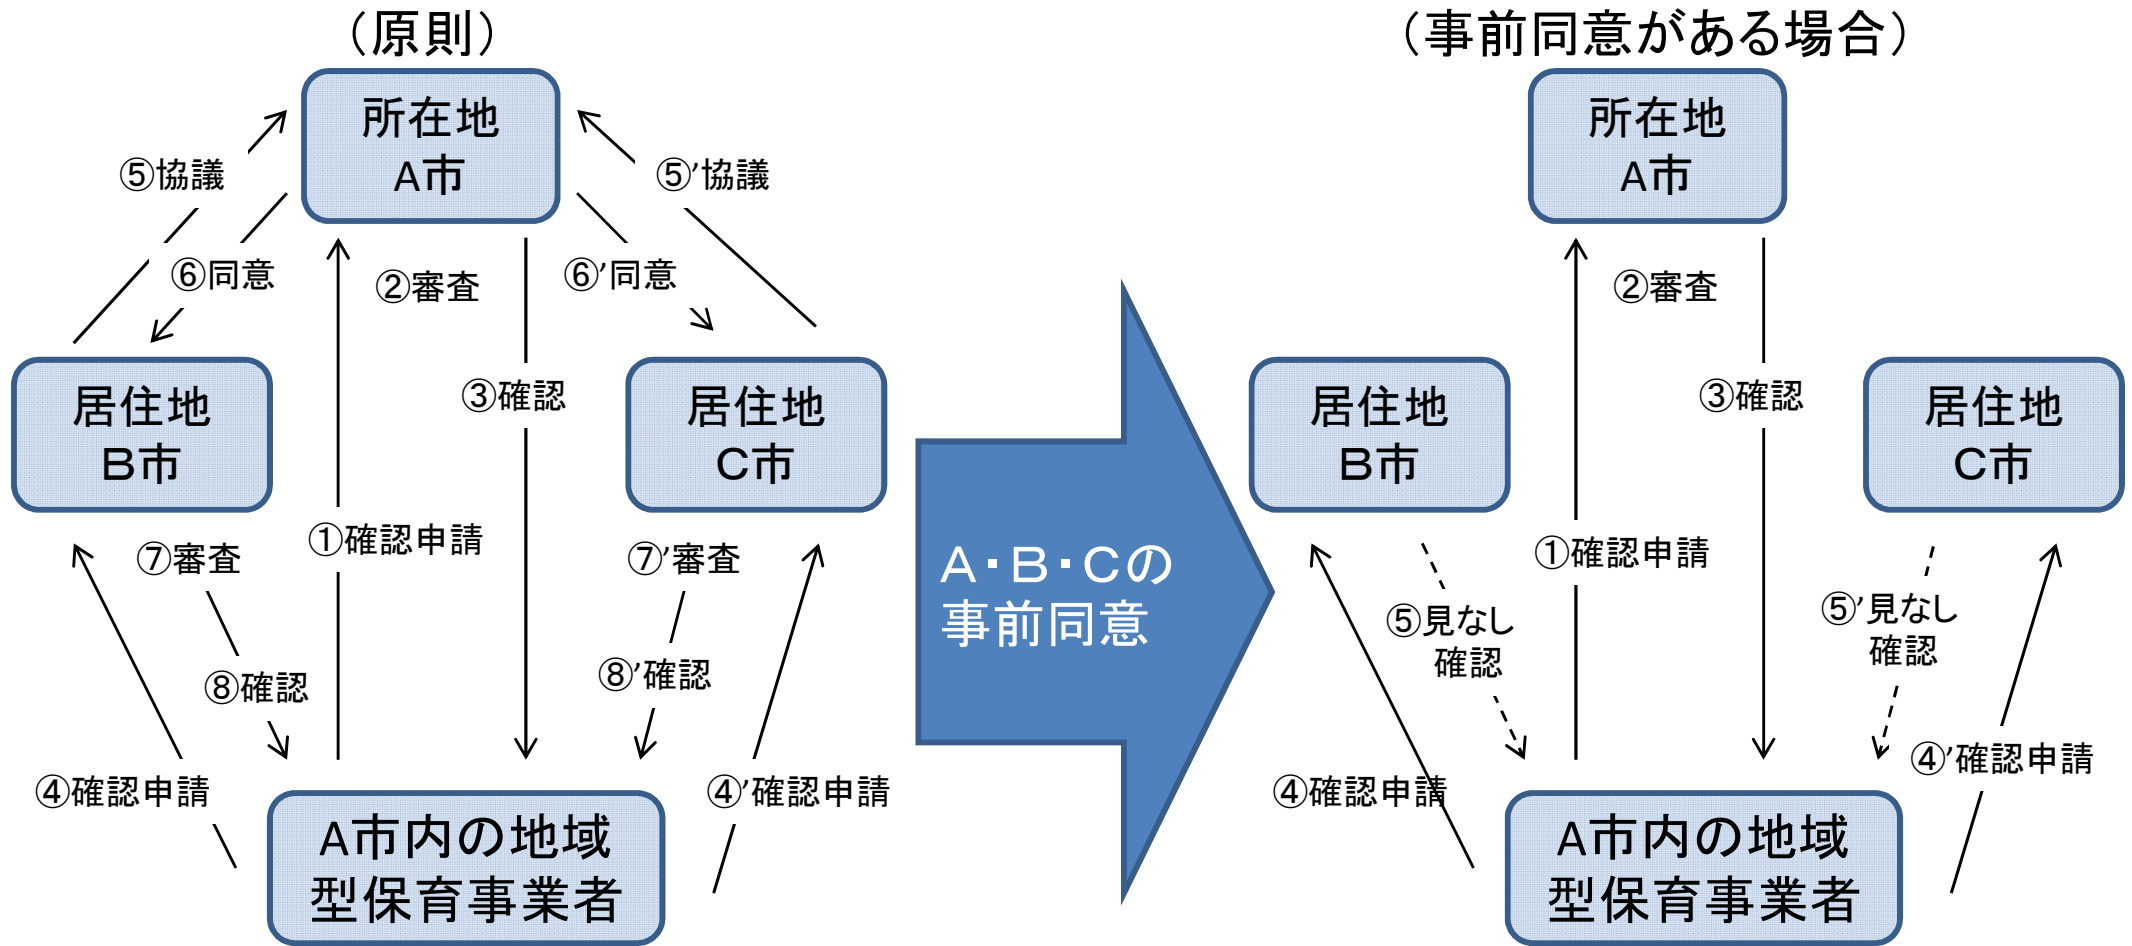 （原則）
所在地
A市
⑤協議
⑤’協議
⑥同意
②審査
⑥’同意
居住地
B市
③確認
居住地
C市
①確認申請
⑦審査
⑦’審査
⑧確認
⑧’確認
④確認申請
④’確認申請
A市内の地域
型保育事業者
A・B・Cの
事前同意
（事前同意がある場合）
所在地
A市
②審査
居住地
B市
③確認
居住地
C市
①確認申請
⑤見なし
確認
⑤’見なし
確認
④確認申請
④’確認申請
A市内の地域
型保育事業者